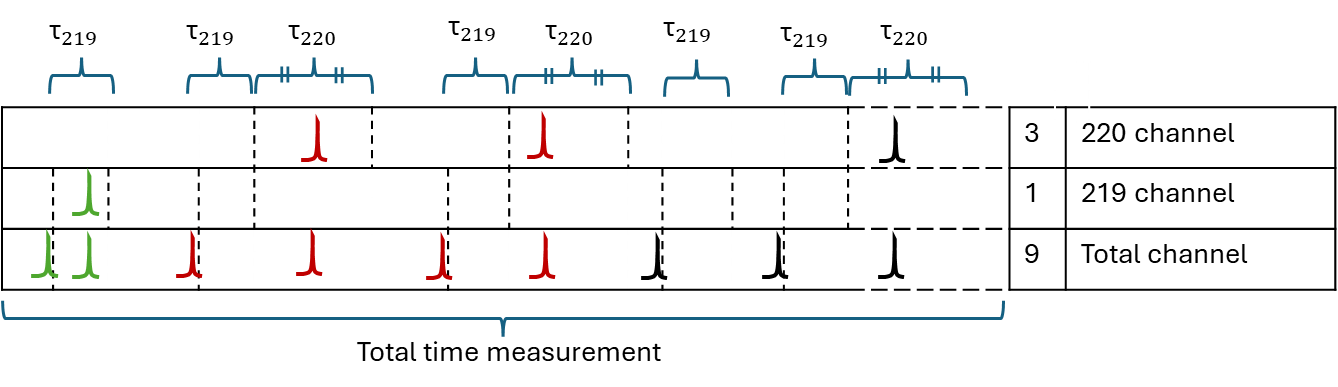 τ₂₁₉ τ₂₁₉ τ₂₂₀ τ₂₁₉ τ₂₂₀ τ₂₁₉ τ₂₁₉ τ₂₂₀
3 220 channel
1 219 channel
9 Total channel
Total time measurement